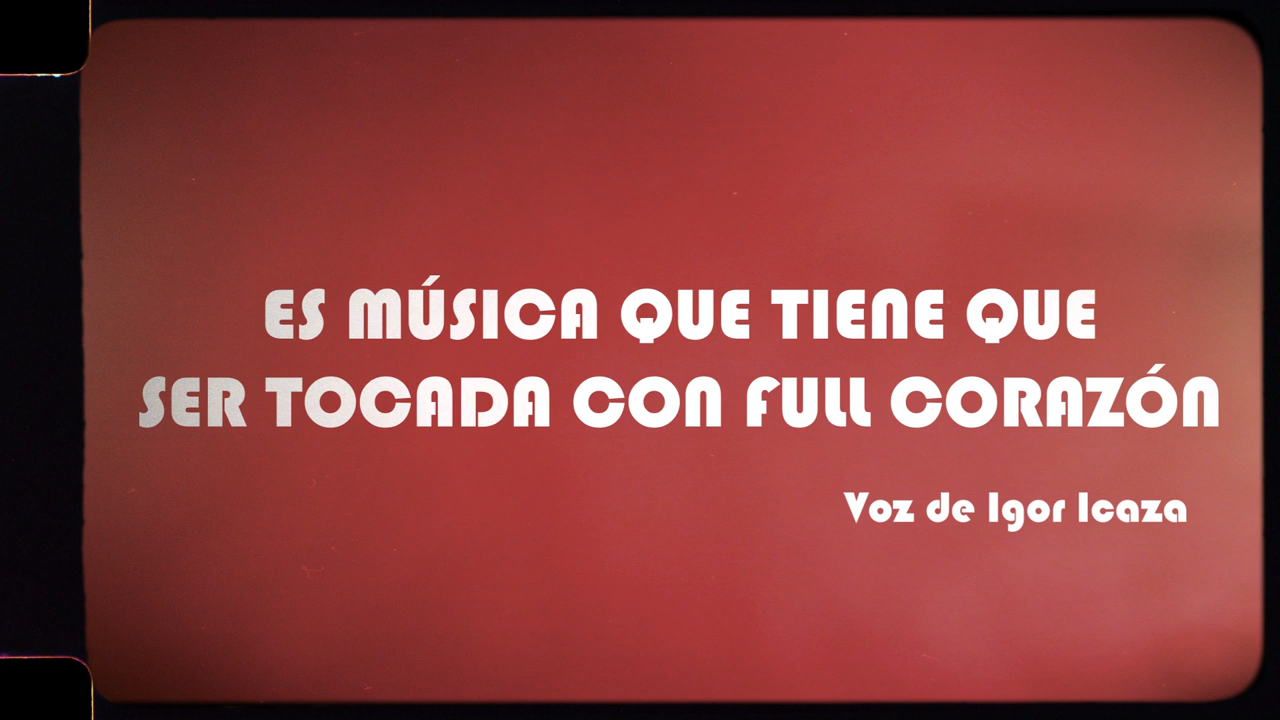 ES MÚSICA QUE TIENE QUE
SER TOCADA CON FULL CORAZÓN
Voz de Igor Icaza